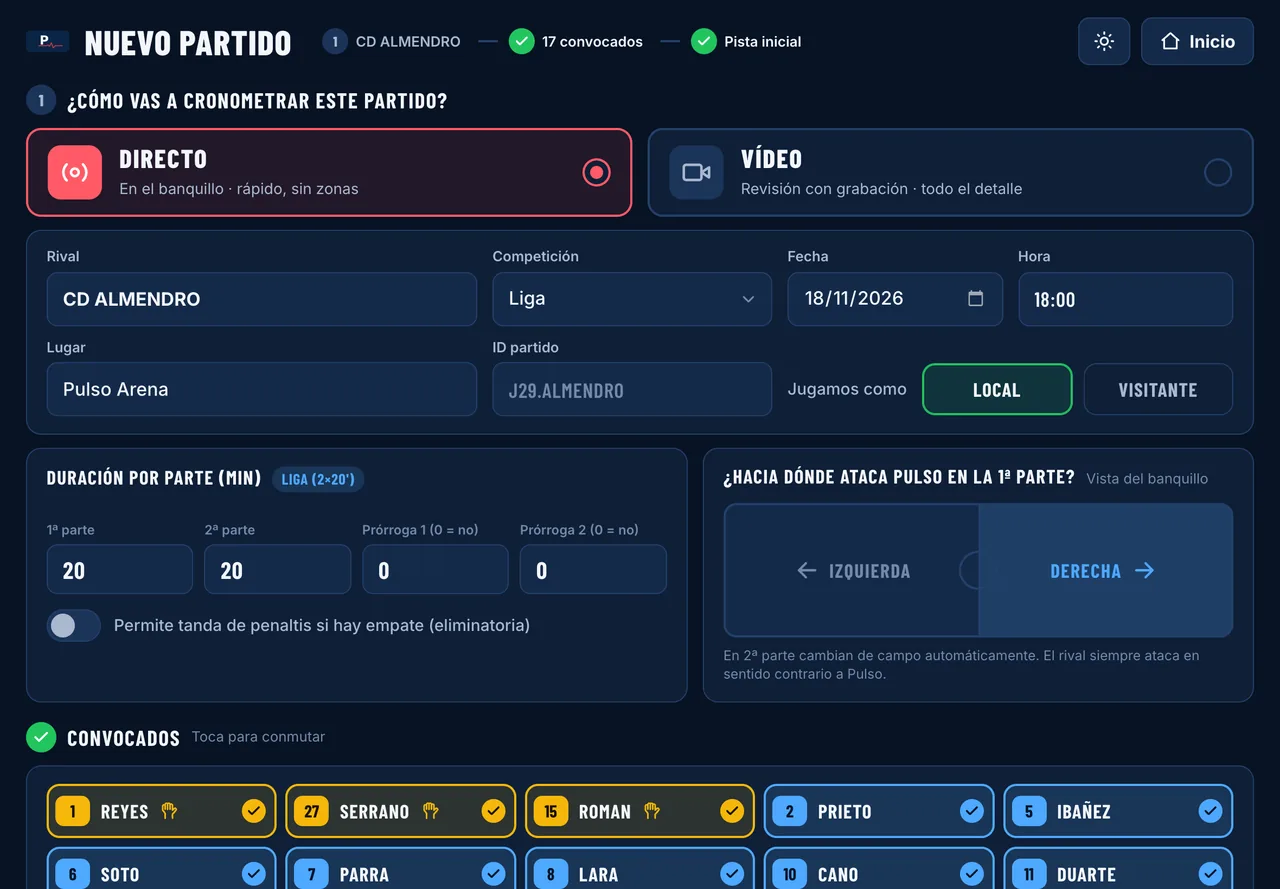 P
NUEVO PARTIDO
1 CD ALMENDRO
17 convocados
Pista inicial
Inicio
1 ¿CÓMO VAS A CRONOMETRAR ESTE PARTIDO?
DIRECTO
En el banquillo · rápido, sin zonas
VÍDEO
Revisión con grabación · todo el detalle
Rival
Competición
Fecha
Hora
CD ALMENDRO
Liga
18/11/2026
18:00
Lugar
ID partido
Pulso Arena
J29.ALMENDRO
Jugamos como
LOCAL
VISITANTE
DURACIÓN POR PARTE (MIN)
LIGA (2×20')
1ª parte
2ª parte
Prórroga 1 (0 = no)
Prórroga 2 (0 = no)
20
20
0
0
Permite tanda de penaltis si hay empate (eliminatoria)
¿HACIA DÓNDE ATACA PULSO EN LA 1ª PARTE?
Vista del banquillo
← IZQUIERDA
DERECHA →
En 2ª parte cambian de campo automáticamente. El rival siempre ataca en
sentido contrario a Pulso.
CONVOCADOS
Toca para conmutar
1 REYES
27 SERRANO
15 ROMAN
2 PRIETO
5 IBAÑEZ
6 SOTO
7 PARRA
8 LARA
10 CANO
11 DUARTE